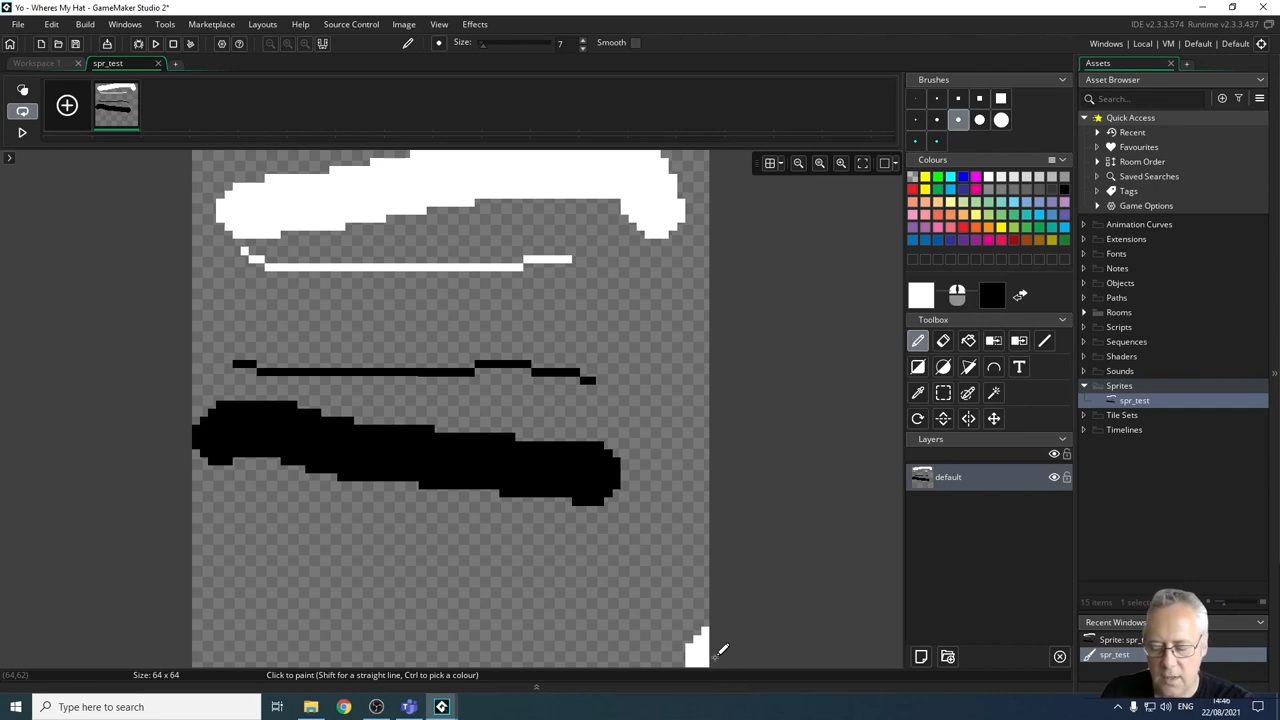 Yo - Wheres My Hat - GameMaker Studio 2*
File Edit Build Windows Tools Marketplace Layouts Help Source Control Image View Effects
IDE v2.3.3.574 Runtime v2.3.3.437
Size: 7 Smooth
Windows | Local | VM | Default | Default
Workspace 1
spr_test
Brushes
Colours
Toolbox
Layers
default
Assets
Asset Browser
Search...
Quick Access
Recent
Favourites
Room Order
Saved Searches
Tags
Game Options
Animation Curves
Extensions
Fonts
Notes
Objects
Paths
Rooms
Scripts
Sequences
Shaders
Sounds
Sprites
spr_test
Tile Sets
Timelines
15 items 1 selecte
Recent Windows
Sprite: spr_t
spr_test
(64,62) Size: 64 x 64 Click to paint (Shift for a straight line, Ctrl to pick a colour)
Type here to search
ENG
14:46
22/08/2021